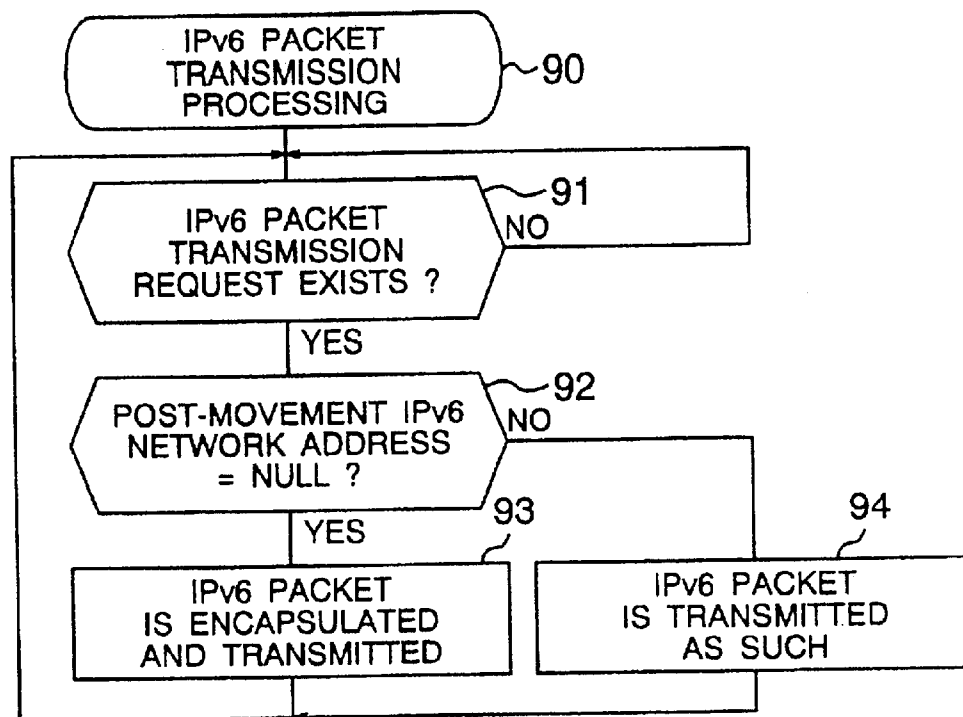 IPv6 PACKET
TRANSMISSION
PROCESSING
90
91
IPv6 PACKET
TRANSMISSION
REQUEST EXISTS ?
NO
YES
92
POST-MOVEMENT IPv6
NETWORK ADDRESS
= NULL ?
NO
YES
93
IPv6 PACKET
IS ENCAPSULATED
AND TRANSMITTED
94
IPv6 PACKET
IS TRANSMITTED
AS SUCH